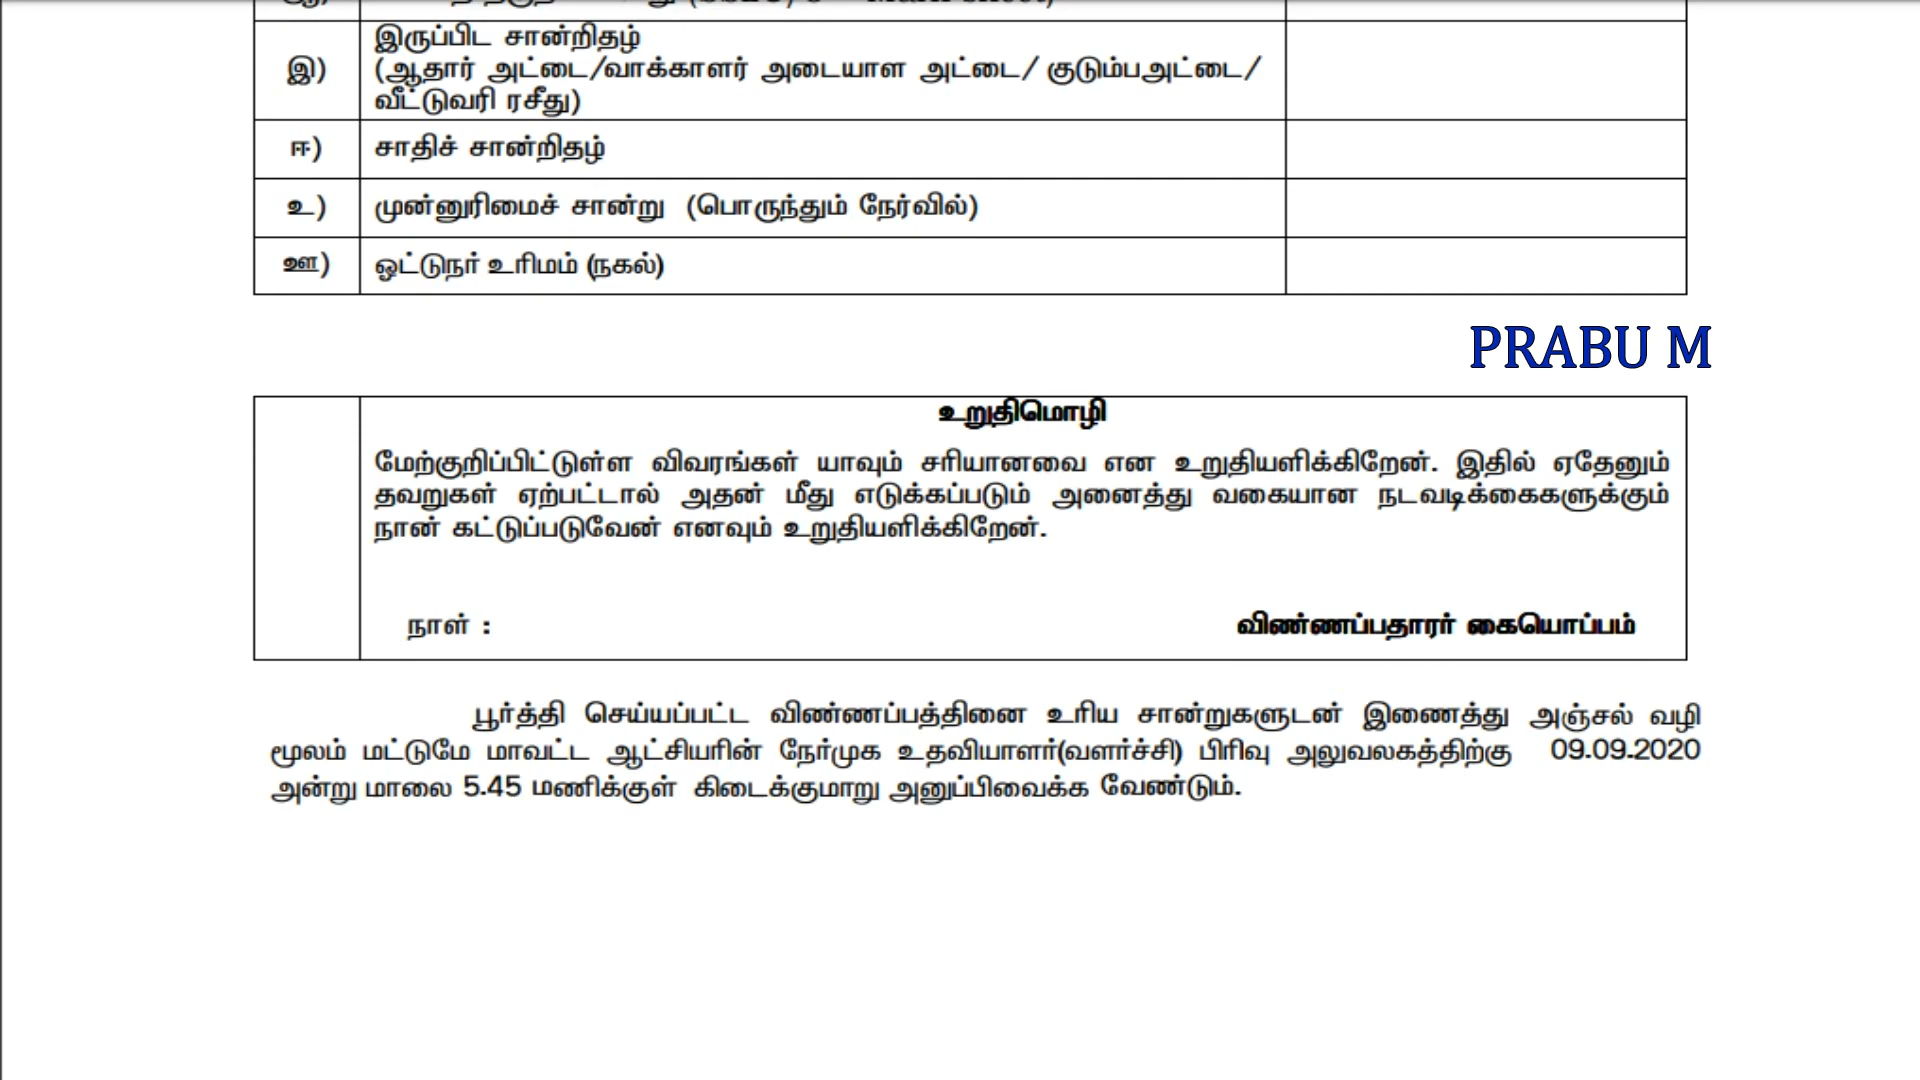 இ)
இருப்பிட சான்றிதழ்
(ஆதார் அட்டை/வாக்காளர் அடையாள அட்டை/ குடும்பஅட்டை/
வீட்டுவரி ரசீது)
ஈ) சாதிச் சான்றிதழ்
உ) முன்னுரிமைச் சான்று (பொருந்தும் நேர்வில்)
ஊ) ஓட்டுநர் உரிமம் (நகல்)
PRABU M
உறுதிமொழி
மேற்குறிப்பிட்டுள்ள விவரங்கள் யாவும் சரியானவை என உறுதியளிக்கிறேன். இதில் ஏதேனும்
தவறுகள் ஏற்பட்டால் அதன் மீது எடுக்கப்படும் அனைத்து வகையான நடவடிக்கைகளுக்கும்
நான் கட்டுப்படுவேன் எனவும் உறுதியளிக்கிறேன்.
நாள் : விண்ணப்பதாரர் கையொப்பம்
பூர்த்தி செய்யப்பட்ட விண்ணப்பத்தினை உரிய சான்றுகளுடன் இணைத்து அஞ்சல் வழி
மூலம் மட்டுமே மாவட்ட ஆட்சியரின் நேர்முக உதவியாளர்(வளர்ச்சி) பிரிவு அலுவலகத்திற்கு 09.09.2020
அன்று மாலை 5.45 மணிக்குள் கிடைக்குமாறு அனுப்பிவைக்க வேண்டும்.